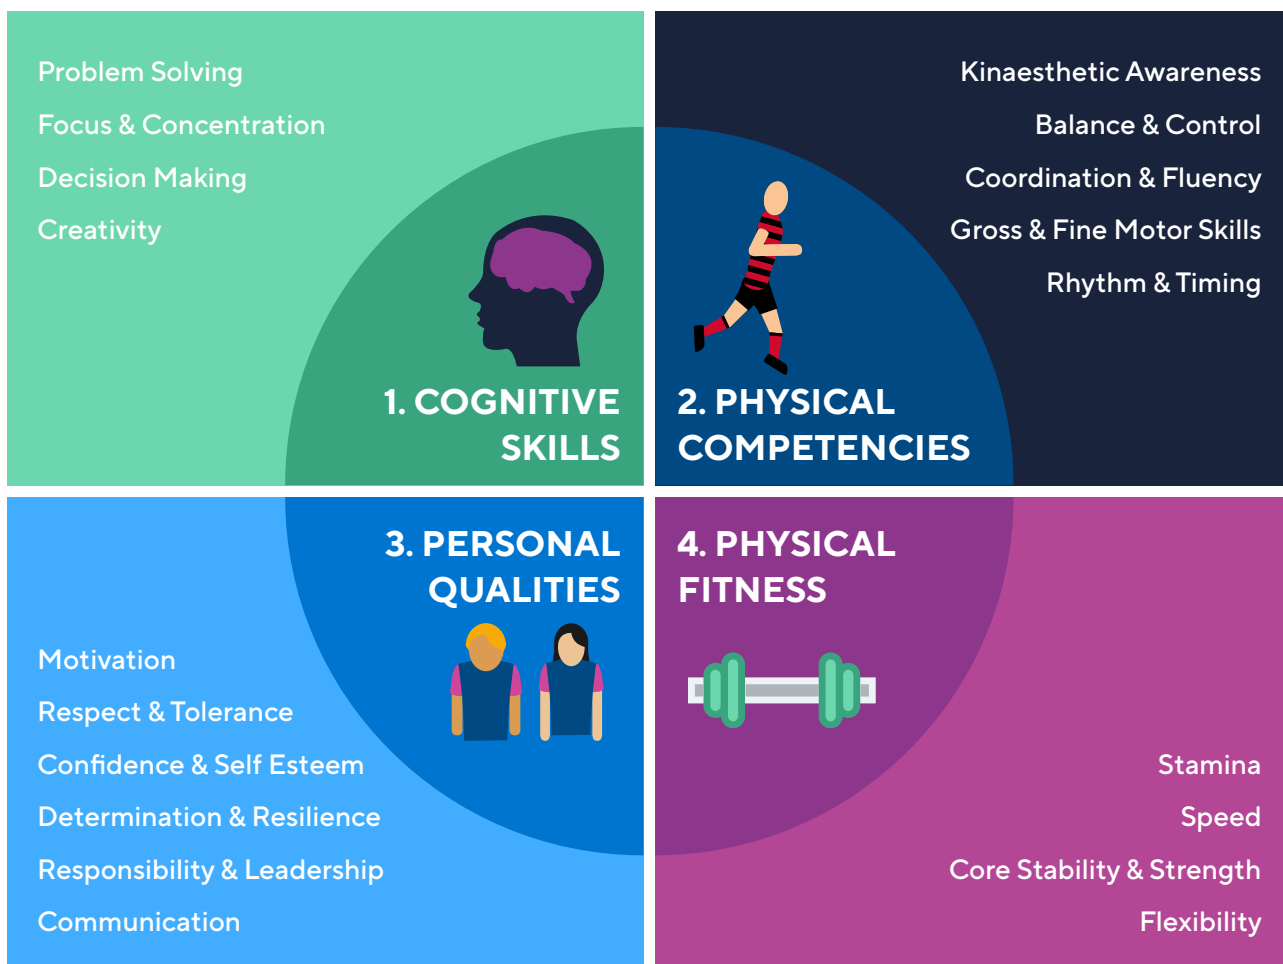 Problem Solving
Focus & Concentration
Decision Making
Creativity
1. COGNITIVE
SKILLS
Kinaesthetic Awareness
Balance & Control
Coordination & Fluency
Gross & Fine Motor Skills
Rhythm & Timing
2. PHYSICAL
COMPETENCIES
3. PERSONAL
QUALITIES
Motivation
Respect & Tolerance
Confidence & Self Esteem
Determination & Resilience
Responsibility & Leadership
Communication
4. PHYSICAL
FITNESS
Stamina
Speed
Core Stability & Strength
Flexibility